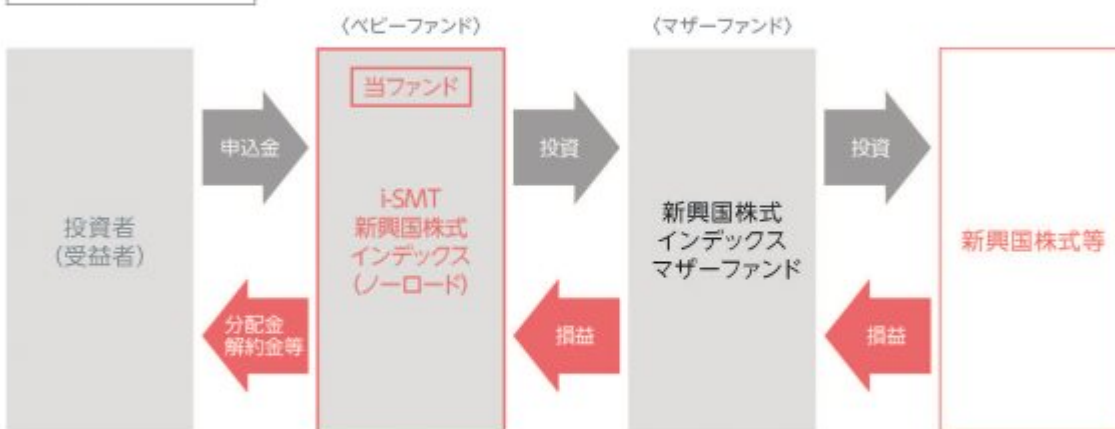 〈ベビーファンド〉
〈マザーファンド〉
投資者
(受益者)
申込金
分配金
解約金等
当ファンド
i-SMT
新興国株式
インデックス
(ノーロード)
投資
損益
新興国株式
インデックス
マザーファンド
投資
損益
新興国株式等